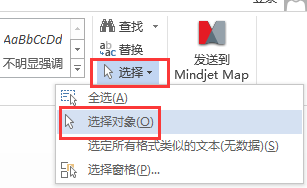 AaBbCcDd
不明显强调
查找
替换
选择
发送到
Mindjet Map
全选(A)
选择对象(O)
选定所有格式类似的文本(无数据)(S)
选择窗格(P)...